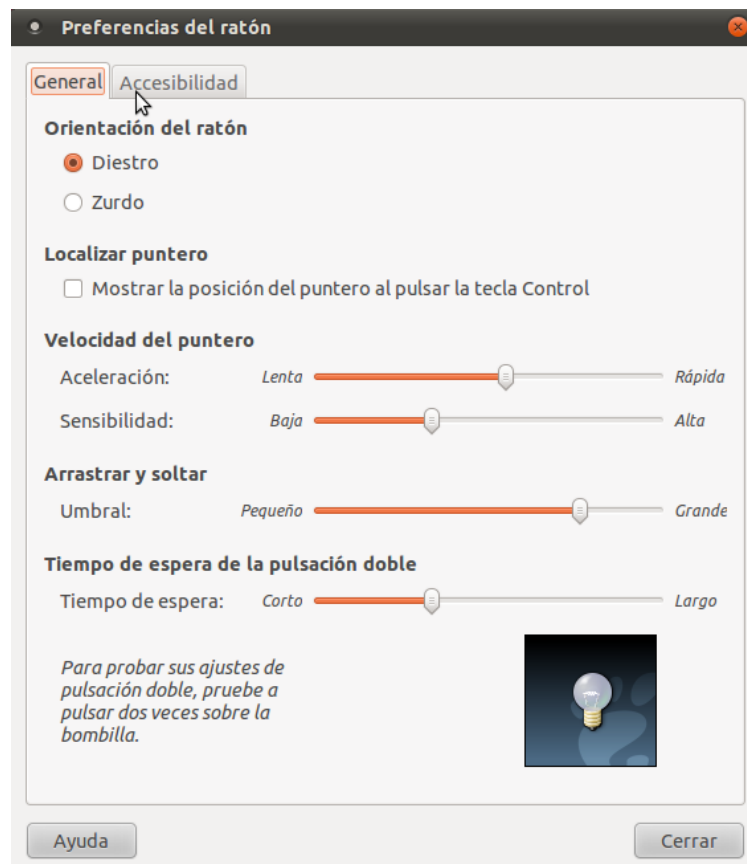 Preferencias del ratón
General Accesibilidad
Orientación del ratón
Diestro
Zurdo
Localizar puntero
Mostrar la posición del puntero al pulsar la tecla Control
Velocidad del puntero
Aceleración: Lenta Rápida
Sensibilidad: Baja Alta
Arrastrar y soltar
Umbral: Pequeño Grande
Tiempo de espera de la pulsación doble
Tiempo de espera: Corto Largo
Para probar sus ajustes de
pulsación doble, pruebe a
pulsar dos veces sobre la
bombilla.
Ayuda Cerrar